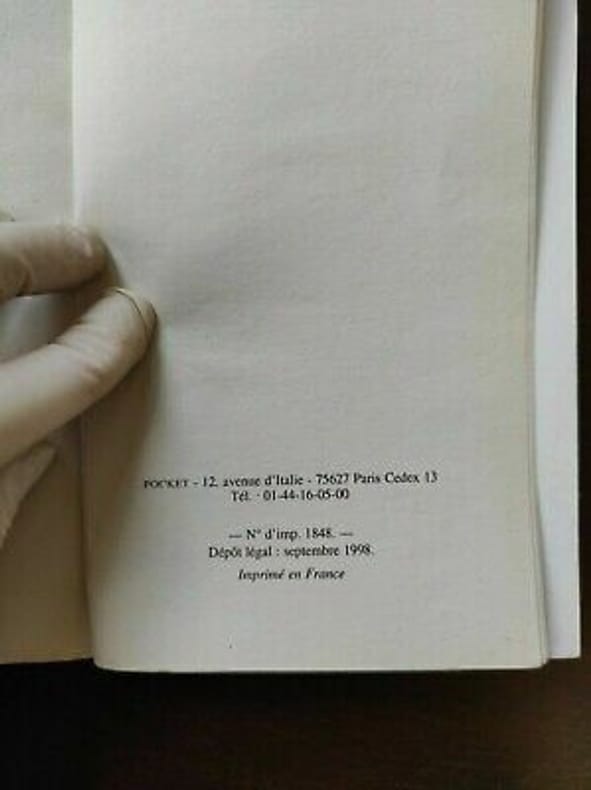 POCKET - 12, avenue d'Italie - 75627 Paris Cedex 13
Tél. : 01-44-16-05-00
— N° d'imp. 1848. —
Dépôt légal : septembre 1998.
Imprimé en France